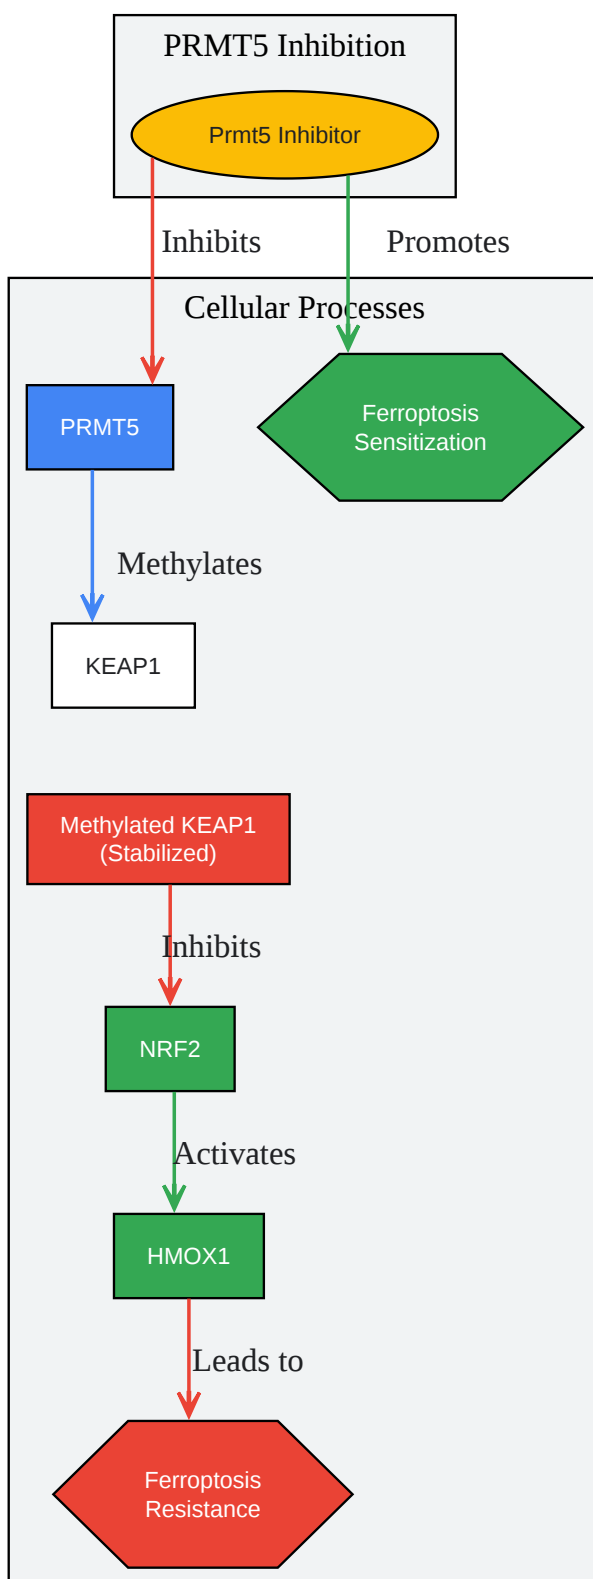 PRMT5 Inhibition
Prmt5 Inhibitor
Inhibits
Promotes
Cellular Processes
PRMT5
Ferroptosis
Sensitization
Methylates
KEAP1
Methylated KEAP1
(Stabilized)
Inhibits
NRF2
Activates
HMOX1
Leads to
Ferroptosis
Resistance